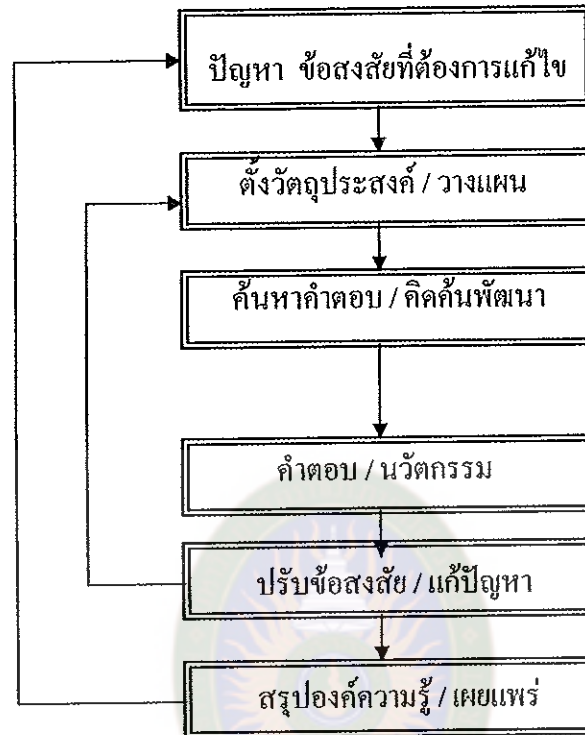 ปัญหา ข้อสงสัยที่ต้องการแก้ไข
ตั้งวัตถุประสงค์ / วางแผน
ค้นหาคำตอบ / คิดค้นพัฒนา
คำตอบ / นวัตกรรม
ปรับข้อสงสัย / แก้ปัญหา
สรุปองค์ความรู้ / เผยแพร่